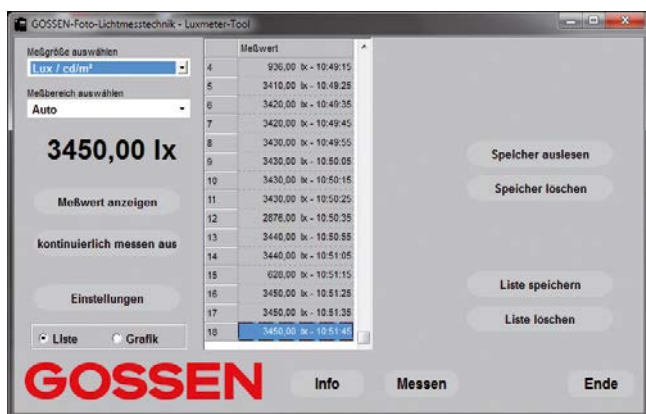 GOSSEN-Foto-Lichtmesstechnik - Luxmeter-Tool
Meßgröße auswählen
Lux / cd/m²
Meßbereich auswählen
Auto
3450,00 lx
Meßwert anzeigen
kontinuierlich messen aus
Einstellungen
Liste
Grafik
Meßwert
4 936,00 lx - 10:49:15
5 3410,00 lx - 10:49:25
6 3420,00 lx - 10:49:35
7 3420,00 lx - 10:49:45
8 3430,00 lx - 10:49:55
9 3430,00 lx - 10:50:05
10 3430,00 lx - 10:50:15
11 3430,00 lx - 10:50:25
12 2876,00 lx - 10:50:35
13 3440,00 lx - 10:50:55
14 3440,00 lx - 10:51:05
15 628,00 lx - 10:51:15
16 3450,00 lx - 10:51:25
17 3450,00 lx - 10:51:35
18 3450,00 lx - 10:51:45
Speicher auslesen
Speicher loschen
Liste speichern
Liste loschen
GOSSEN
Info
Messen
Ende